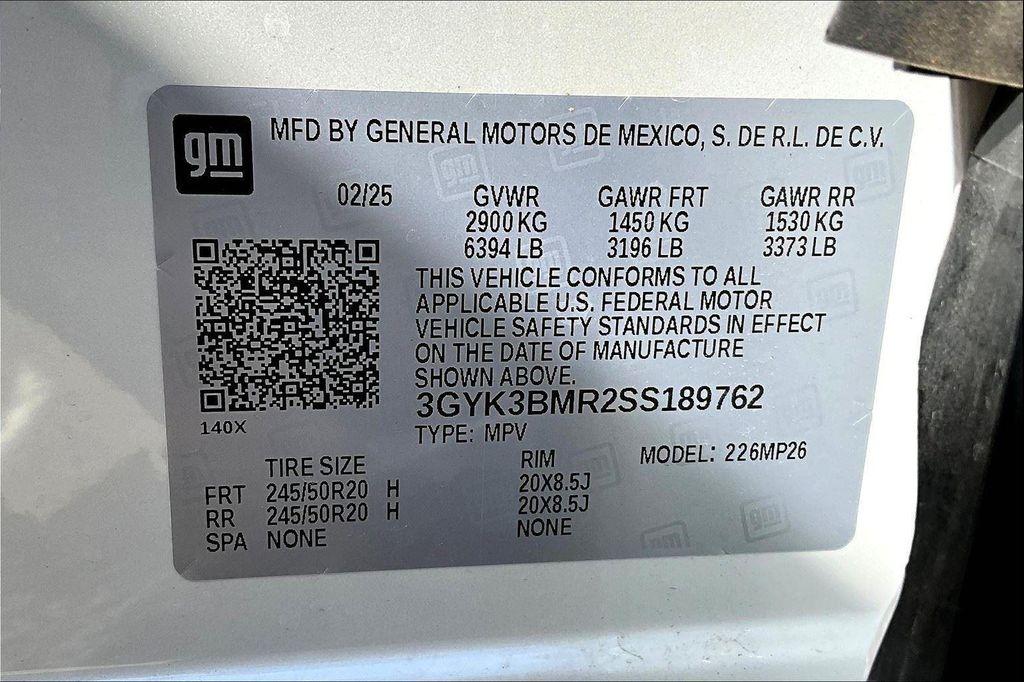 gm MFD BY GENERAL MOTORS DE MEXICO, S. DE R.L. DE C.V.
02/25 GVWR GAWR FRT GAWR RR
2900 KG 1450 KG 1530 KG
6394 LB 3196 LB 3373 LB
THIS VEHICLE CONFORMS TO ALL
APPLICABLE U.S. FEDERAL MOTOR
VEHICLE SAFETY STANDARDS IN EFFECT
ON THE DATE OF MANUFACTURE
SHOWN ABOVE.
3GYK3BMR2SS189762
140X
TYPE: MPV
TIRE SIZE RIM MODEL: 226MP26
FRT 245/50R20 H 20X8.5J
RR 245/50R20 H 20X8.5J
SPA NONE NONE